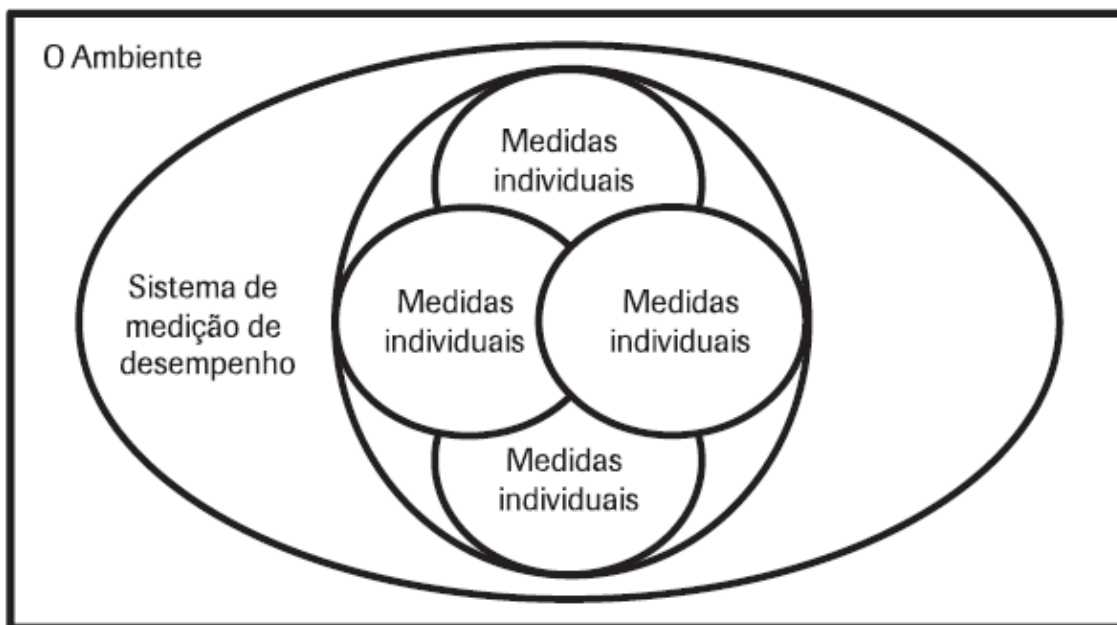 O Ambiente
Medidas
individuais
Sistema de
medição de
desempenho
Medidas
individuais
Medidas
individuais
Medidas
individuais